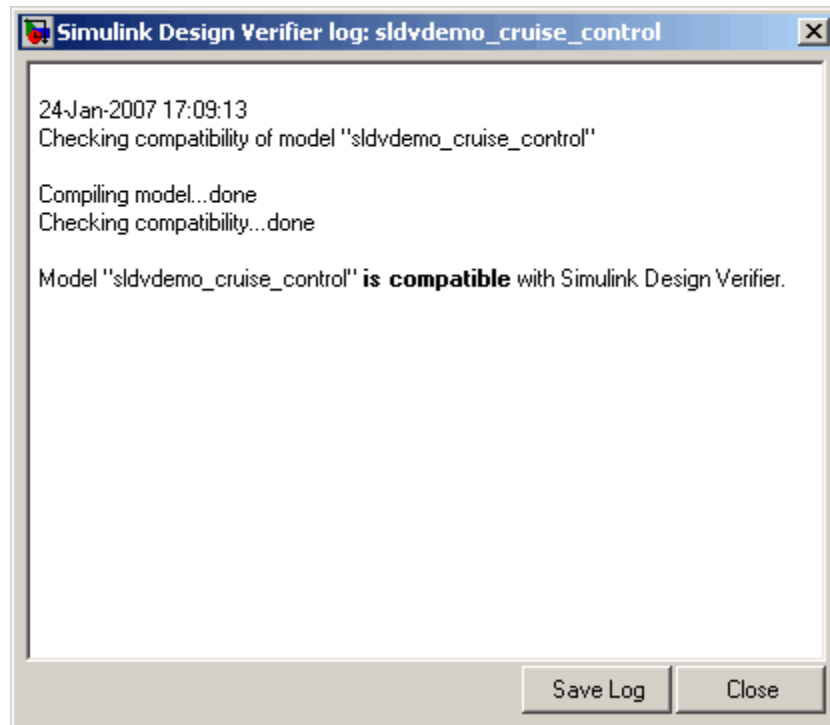 Simulink Design Verifier log: sldvdemo_cruise_control
24-Jan-2007 17:09:13
Checking compatibility of model "sldvdemo_cruise_control"
Compiling model...done
Checking compatibility...done
Model "sldvdemo_cruise_control" is compatible with Simulink Design Verifier.
Save Log
Close